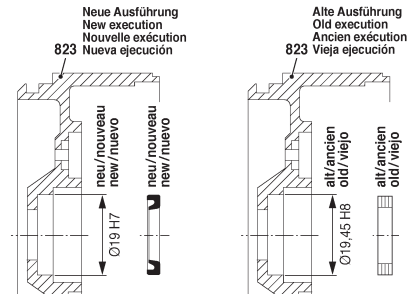 Neue Ausführung
New execution
Nouvelle exécution
823 Nueva ejecución
neu/nouveau
new/nuevo
Ø19 H7
neu/nouveau
new/nuevo
Alte Ausführung
Old execution
Ancien exécution
823 Vieja ejecución
alt/ancien
old/viejo
Ø19,45 H8
alt/ancien
old/viejo